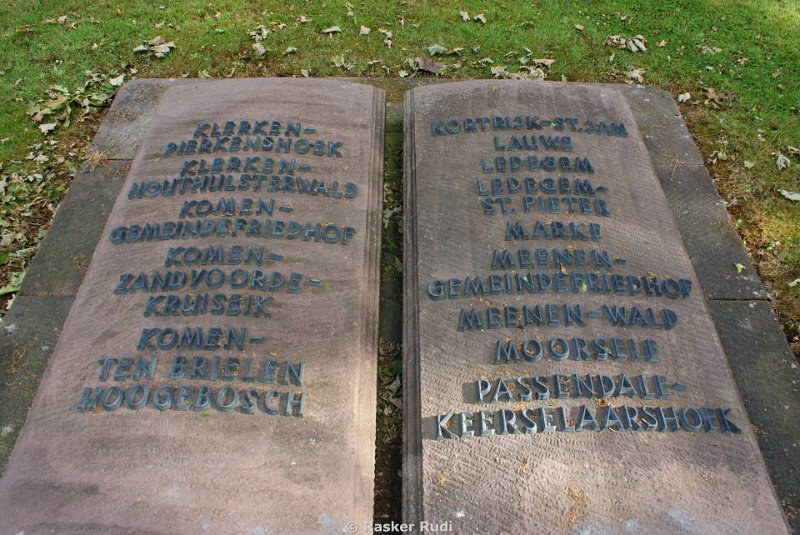 KLERKEN-
PIERKENSHOEK
KLERKEN-
HOUTHULSTERWALD
KOMEN-
GEMEINDEFRIEDHOF
KOMEN-
ZANDVOORDE-
KRUISEIK
KOMEN-
TEN BRIELEN
HOOGEBOSCH
KORTRIJK-ST.JAN
LAUWE
LEDEGEM
LEDEGEM-
ST. PIETER
MARKE
MEENEN-
GEMEINDEFRIEDHOF
MEENEN-WALD
MOORSELE
PASSENDALE-
KEERSELAARSHOEK
© Rasker Rudi